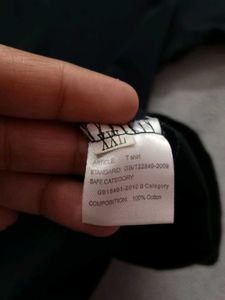 XXL
ARTICLE: T shirt
STANDARD: GB/T22849-2009
SAFE CATEGORY:
GB18401-2010 B Category
COMPOSITION: 100% Cotton